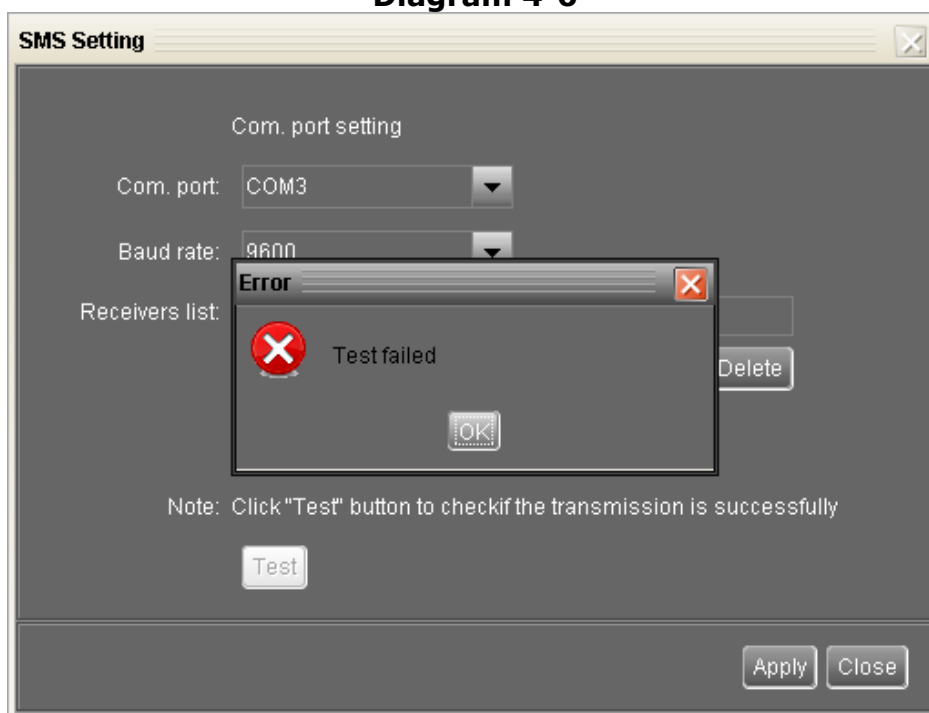 Diagram 4-6
SMS Setting
Com. port setting
Com. port: COM3
Baud rate: 9600
Error
Receivers list:
Test failed
Delete
OK
Note: Click "Test" button to checkif the transmission is successfully
Test
Apply Close